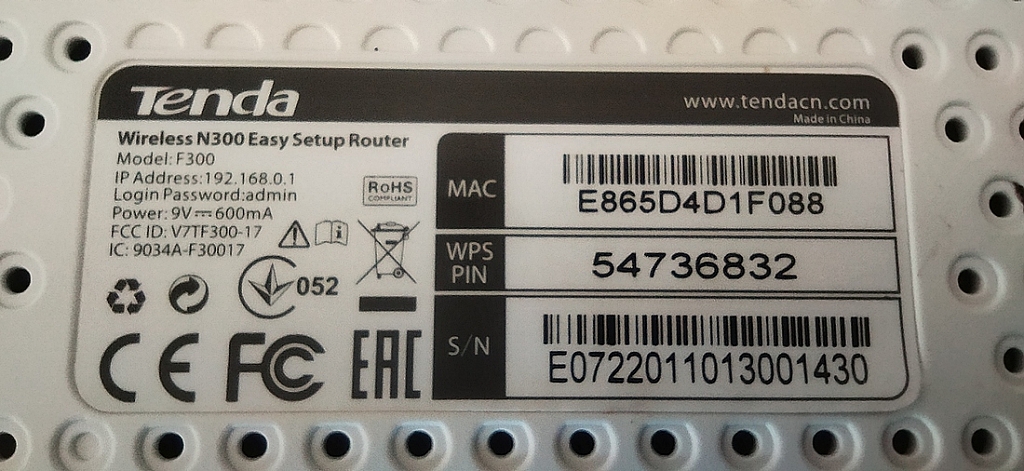 Tenda
www.tendacn.com
Made in China
Wireless N300 Easy Setup Router
Model: F300
IP Address:192.168.0.1
Login Password:admin
Power: 9V⎓600mA
FCC ID: V7TF300-17
IC: 9034A-F30017
RoHS
COMPLIANT
052
CE FC EAC
MAC
E865D4D1F088
WPS
PIN
54736832
S/N
E0722011013001430